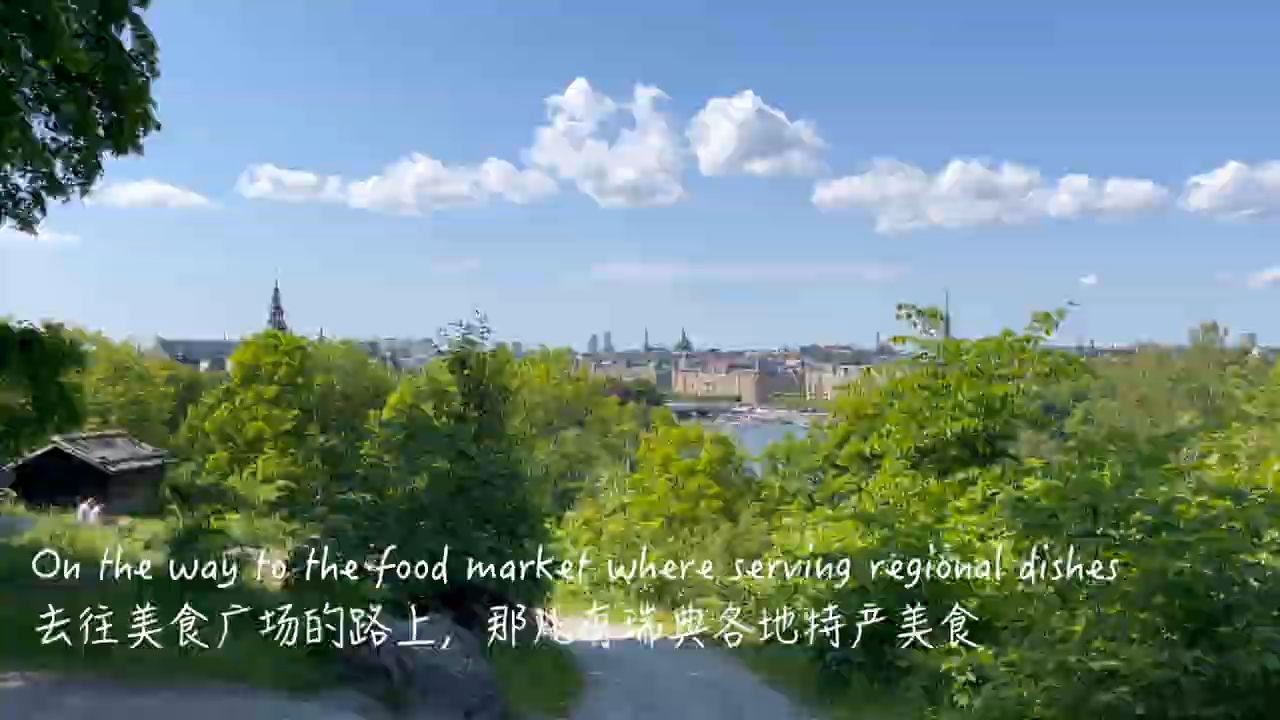 On the way to the food market where serving regional dishes
去往美食广场的路上，那儿有瑞典各地特产美食